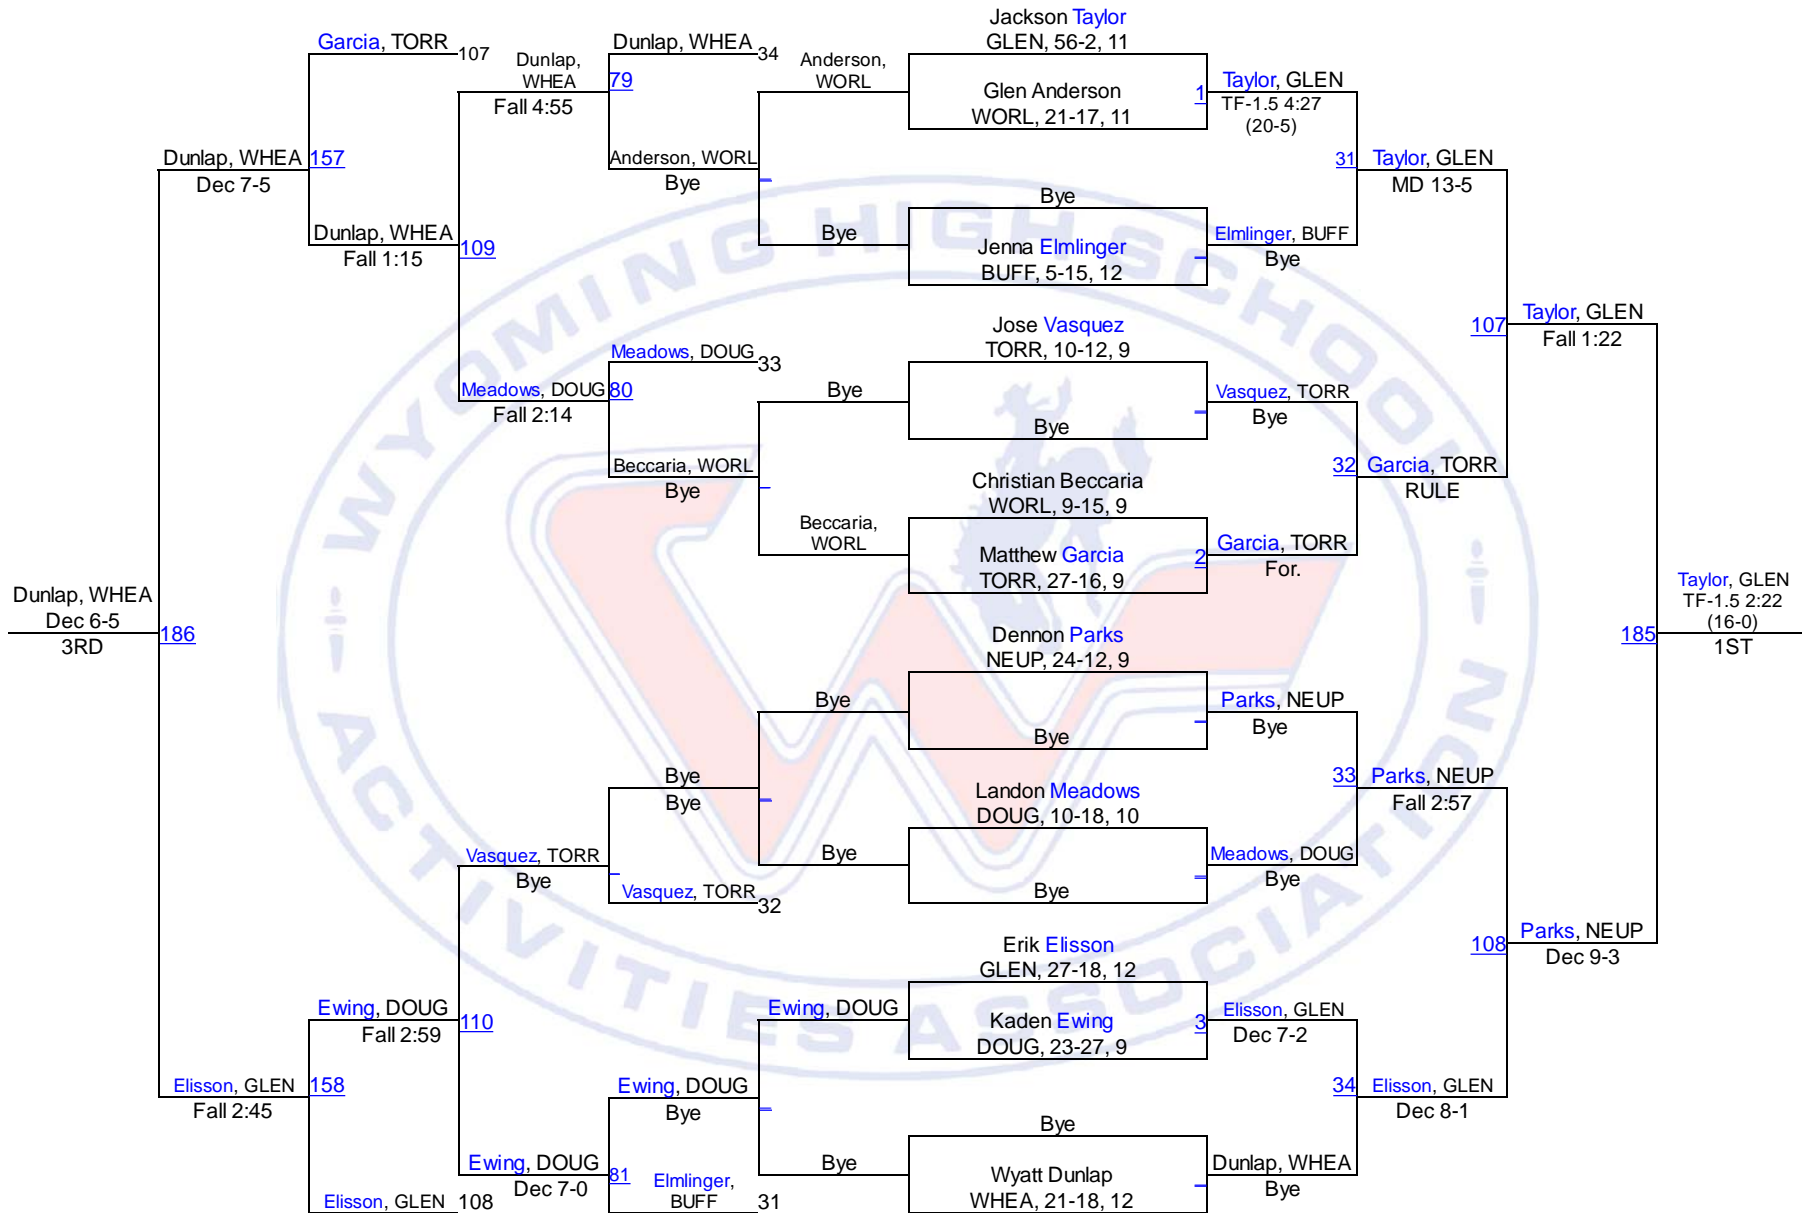 Jackson Taylor
GLEN, 56-2, 11
Garcia, TORR
107
Dunlap, WHEA
34
Dunlap,
WHEA
79
Fall 4:55
Anderson,
WORL
Glen Anderson
WORL, 21-17, 11
1
Taylor, GLEN
TF-1.5 4:27
(20-5)
Dunlap, WHEA
157
Dec 7-5
Anderson, WORL
Bye
31
Taylor, GLEN
MD 13-5
Bye
Dunlap, WHEA
109
Fall 1:15
Bye
Jenna Elmlinger
BUFF, 5-15, 12
Elmlinger, BUFF
Bye
Jose Vasquez
TORR, 10-12, 9
107
Taylor, GLEN
Fall 1:22
Meadows, DOUG
33
Meadows, DOUG
80
Fall 2:14
Bye
Bye
Vasquez, TORR
Bye
Beccaria, WORL
Bye
Christian Beccaria
WORL, 9-15, 9
32
Garcia, TORR
RULE
Beccaria,
WORL
Matthew Garcia
TORR, 27-16, 9
2
Garcia, TORR
For.
Dunlap, WHEA
Dec 6-5
3RD
186
Dennon Parks
NEUP, 24-12, 9
185
Taylor, GLEN
TF-1.5 2:22
(16-0)
1ST
Bye
Bye
Parks, NEUP
Bye
Bye
Bye
Landon Meadows
DOUG, 10-18, 10
33
Parks, NEUP
Fall 2:57
Vasquez, TORR
Bye
Vasquez, TORR
32
Bye
Bye
Meadows, DOUG
Bye
Erik Elisson
GLEN, 27-18, 12
108
Parks, NEUP
Dec 9-3
Ewing, DOUG
110
Fall 2:59
Ewing, DOUG
Kaden Ewing
DOUG, 23-27, 9
3
Elisson, GLEN
Dec 7-2
Elisson, GLEN
158
Fall 2:45
Ewing, DOUG
Bye
34
Elisson, GLEN
Dec 8-1
Bye
Ewing, DOUG
81
Dec 7-0
Elmlinger,
BUFF
31
Bye
Wyatt Dunlap
WHEA, 21-18, 12
Dunlap, WHEA
Bye
Elisson, GLEN
108
WYOMING HIGH SCHOOL
ACTIVITIES ASSOCIATION